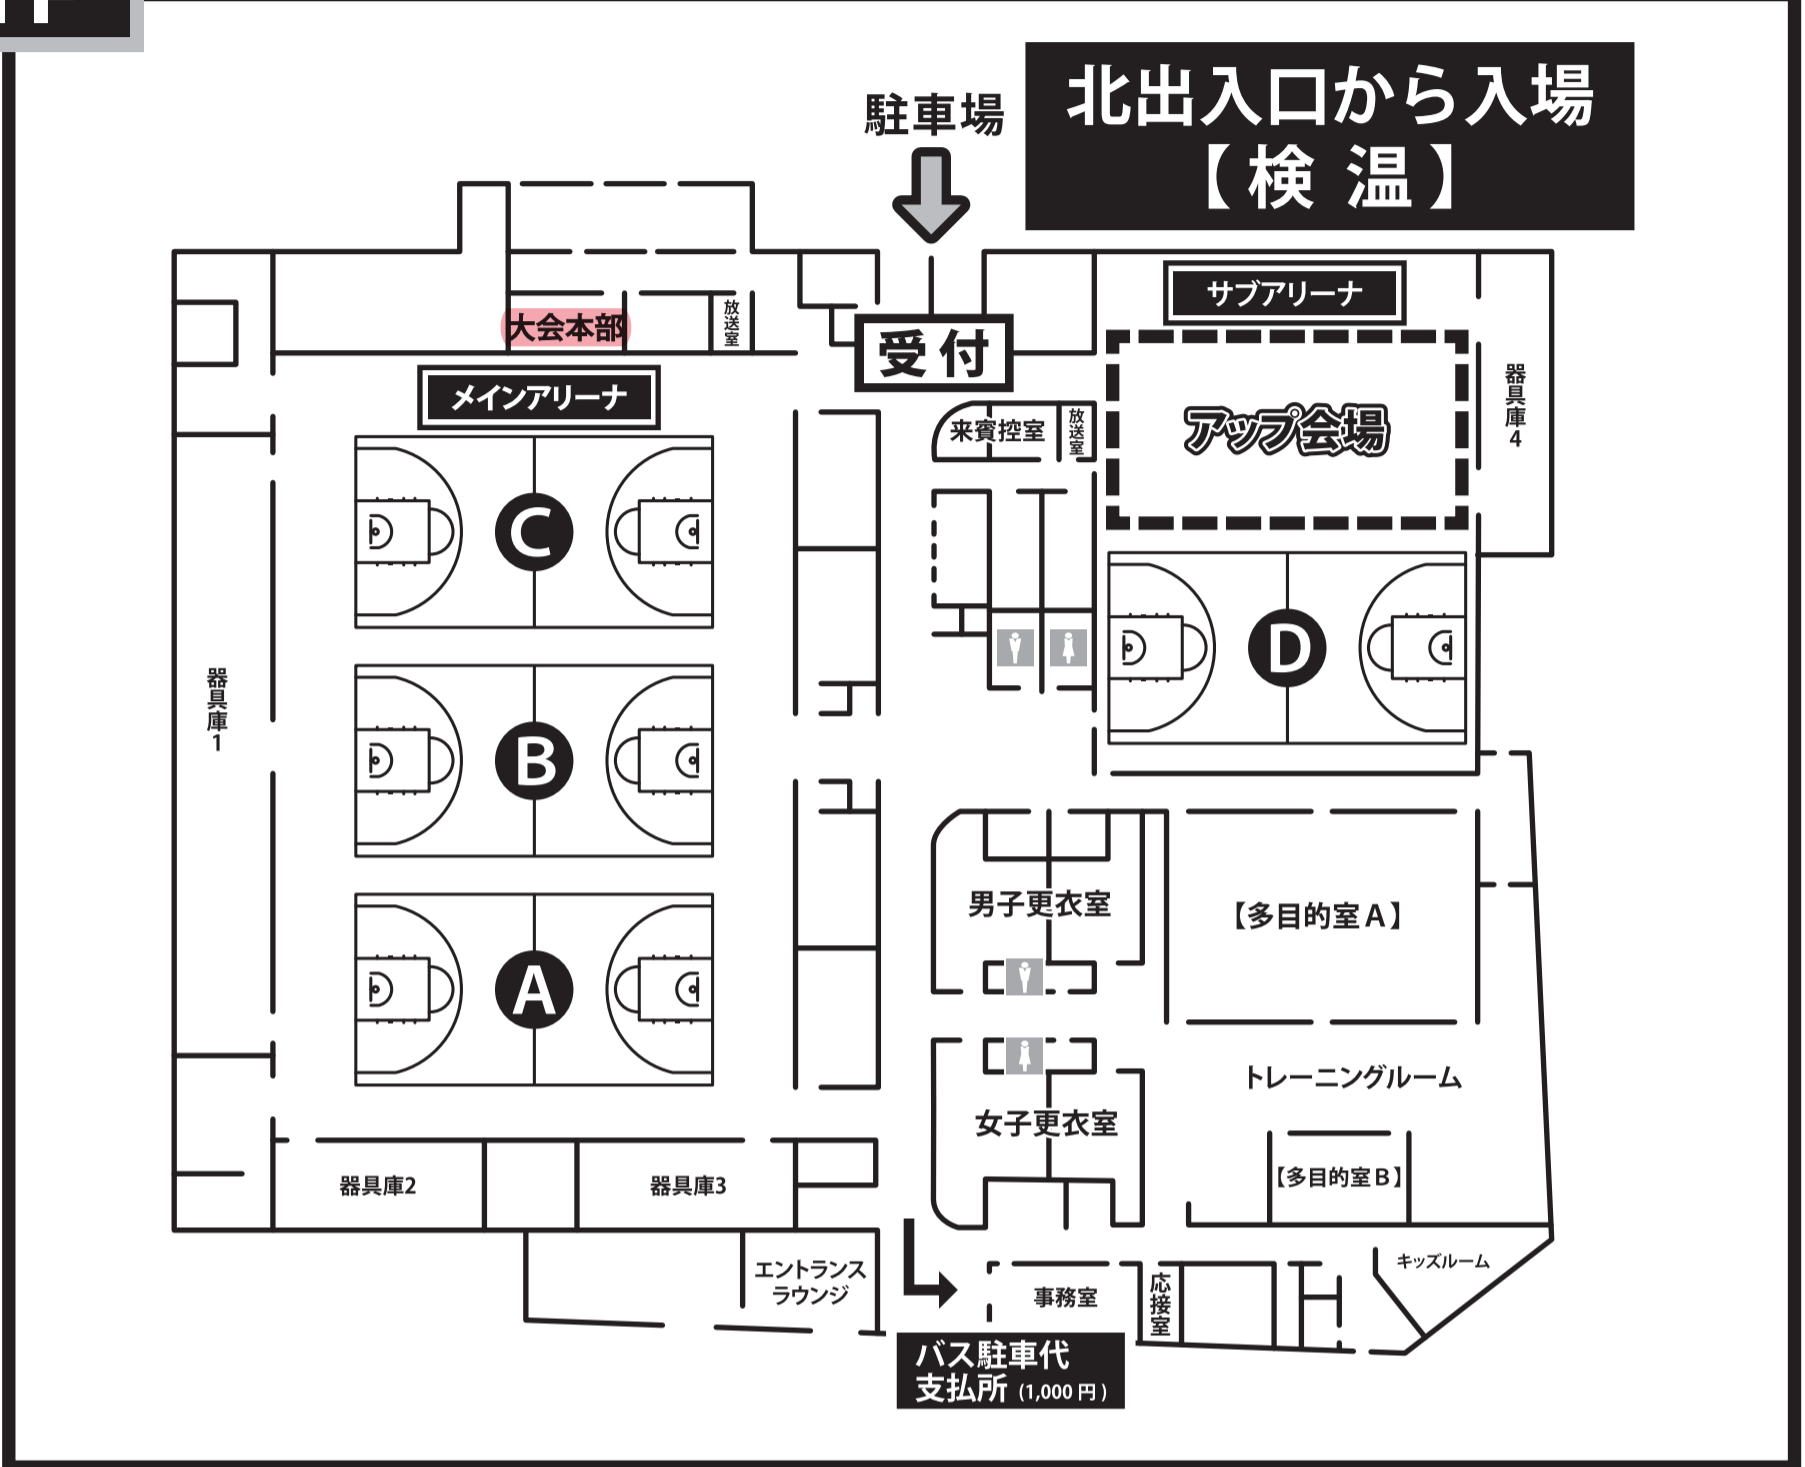 北出入口から入場
【 検 温 】
駐車場
サブアリーナ
大会本部
放送室
受付
メインアリーナ
アップ会場
器具庫4
来賓控室
放送室
C
D
器具庫1
B
男子更衣室
【多目的室A】
A
トレーニングルーム
女子更衣室
器具庫2
器具庫3
【多目的室B】
エントランス
ラウンジ
キッズルーム
事務室
応接室
バス駐車代
支払所 (1,000 円 )